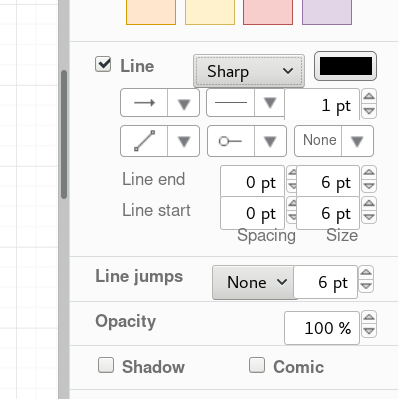 Line Sharp
1 pt
None
Line end 0 pt 6 pt
Line start 0 pt 6 pt
Spacing Size
Line jumps None 6 pt
Opacity 100 %
Shadow Comic